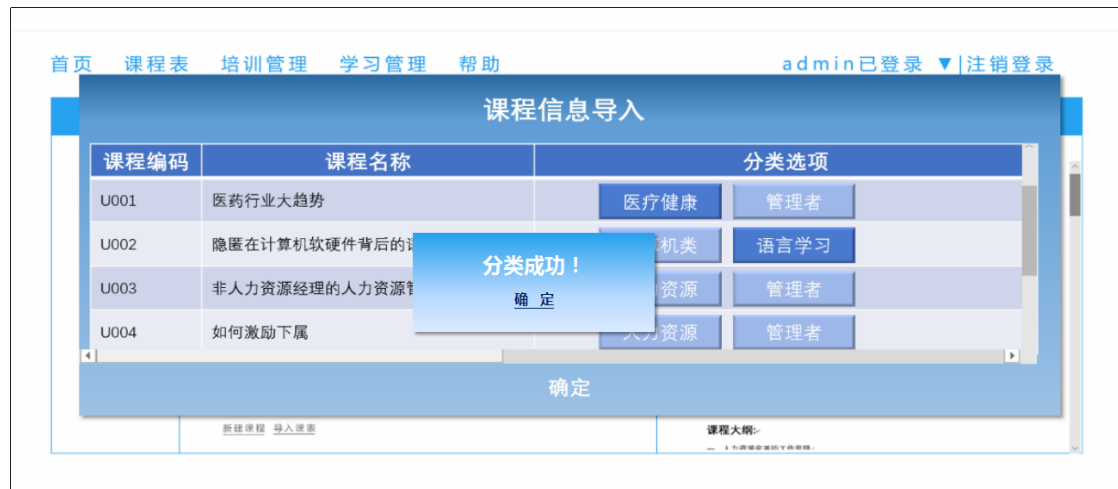 首页 课程表 培训管理 学习管理 帮助 admin已登录 ▼|注销登录
课程信息导入
课程编码 课程名称 分类选项
U001 医药行业大趋势 医疗健康 管理者
U002 隐匿在计算机软硬件背后的 机类 语言学习
分类成功！
确 定
U003 非人力资源经理的人力资源 资源 管理者
U004 如何激励下属 人力资源 管理者
确定
新建课程 导入课表 课程大纲: